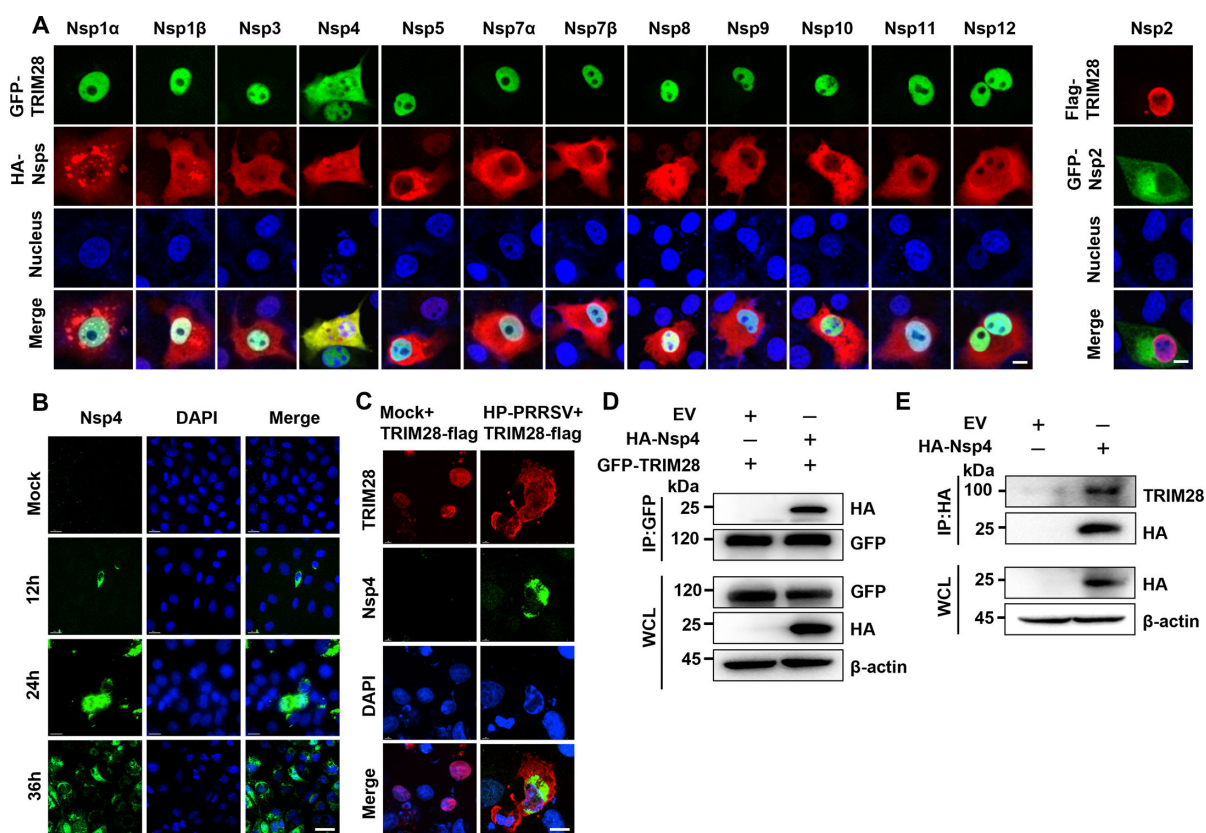 A
Nsp1α Nsp1β Nsp3 Nsp4 Nsp5 Nsp7α Nsp7β Nsp8 Nsp9 Nsp10 Nsp11 Nsp12 Nsp2
GFP-
TRIM28
HA-
Nsps
Nucleus
Merge
Flag-
TRIM28
GFP-
Nsp2
Nucleus
Merge
B
Nsp4 DAPI Merge
Mock
12h
24h
36h
C
Mock+ HP-PRRSV+
TRIM28-flag TRIM28-flag
TRIM28
Nsp4
DAPI
Merge
D
EV + –
HA-Nsp4 – +
GFP-TRIM28 + +
kDa
IP:GFP
25 HA
120 GFP
WCL
120 GFP
25 HA
45 β-actin
E
EV + –
HA-Nsp4 – +
kDa
IP:HA
100 TRIM28
25 HA
WCL
25 HA
45 β-actin